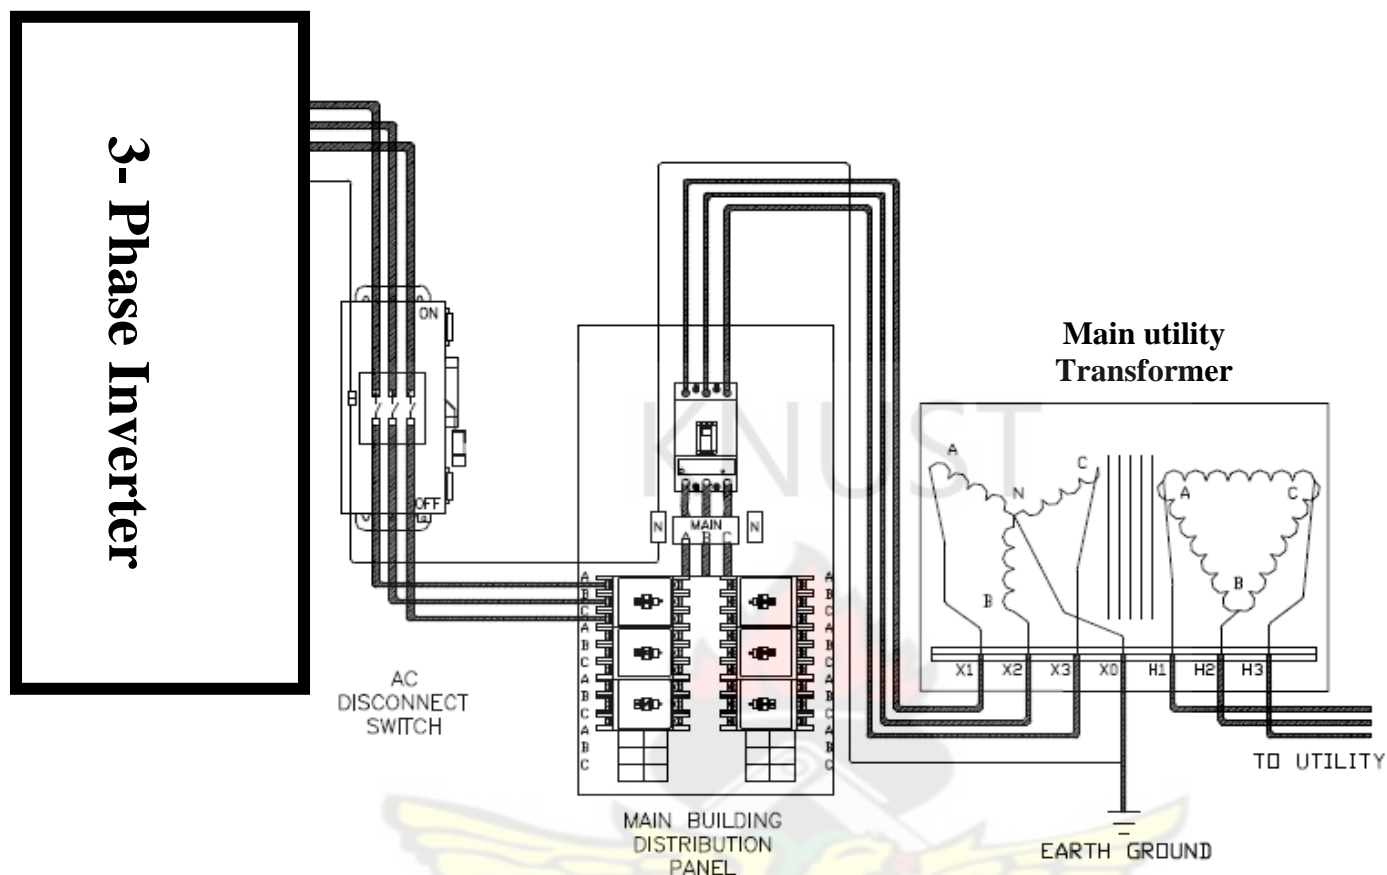 3- Phase Inverter
ON
OFF
AC
DISCONNECT
SWITCH
N
MAIN
N
A B C
A
B
C
A
B
C
A
B
C
A
B
C
A
B
C
A
B
C
A
B
C
A
B
C
MAIN BUILDING
DISTRIBUTION
PANEL
KNUST
Main utility
Transformer
A
C
N
B
A
C
B
X1 X2 X3 X0 H1 H2 H3
TO UTILITY
EARTH GROUND